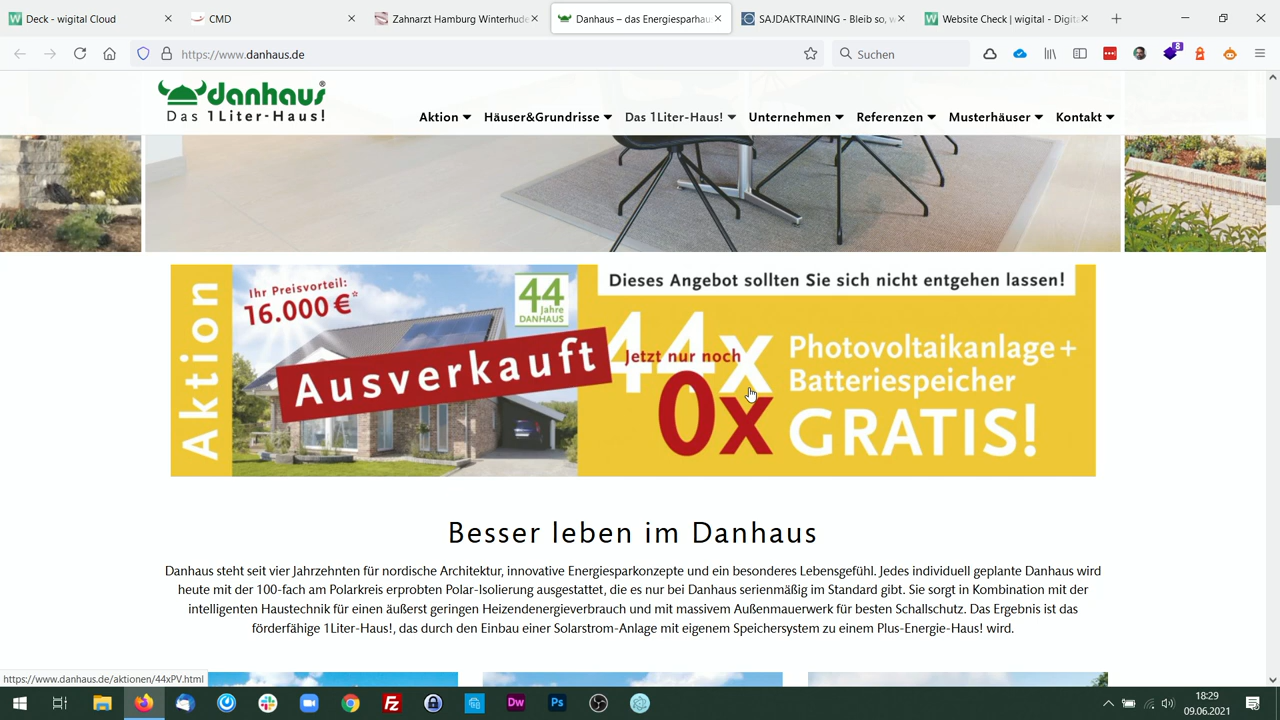 Deck - wigital Cloud
CMD
Zahnarzt Hamburg Winterhude
Danhaus – das Energiesparhaus
SAJDAKTRAINING - Bleib so, w
Website Check | wigital - Digita
https://www.danhaus.de
Suchen
8
danhaus®
Das 1Liter-Haus!
Aktion
Häuser&Grundrisse
Das 1Liter-Haus!
Unternehmen
Referenzen
Musterhäuser
Kontakt
Aktion
Ihr Preisvorteil:
16.000 €*
44
Jahre
DANHAUS
Ausverkauft
Dieses Angebot sollten Sie sich nicht entgehen lassen!
44x
Jetzt nur noch
0x
Photovoltaikanlage+
Batteriespeicher
GRATIS!
Besser leben im Danhaus
Danhaus steht seit vier Jahrzehnten für nordische Architektur, innovative Energiesparkonzepte und ein besonderes Lebensgefühl. Jedes individuell geplante Danhaus wird
heute mit der 100-fach am Polarkreis erprobten Polar-Isolierung ausgestattet, die es nur bei Danhaus serienmäßig im Standard gibt. Sie sorgt in Kombination mit der
intelligenten Haustechnik für einen äußerst geringen Heizendenergieverbrauch und mit massivem Außenmauerwerk für besten Schallschutz. Das Ergebnis ist das
förderfähige 1Liter-Haus!, das durch den Einbau einer Solarstrom-Anlage mit eigenem Speichersystem zu einem Plus-Energie-Haus! wird.
https://www.danhaus.de/aktionen/44xPV.html
Dw
Ps
18:29
09.06.2021